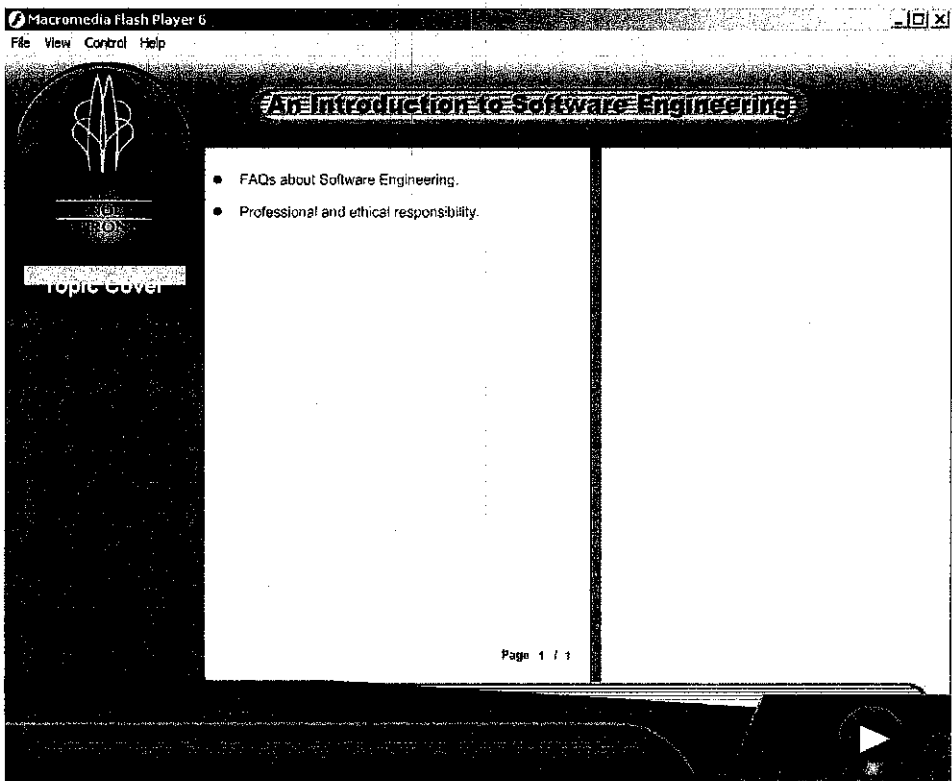 Macromedia Flash Player 6
File View Control Help
An Introduction to Software Engineering
● FAQs about Software Engineering.
● Professional and ethical responsibility.
Topic Cover
Page 1 / 1